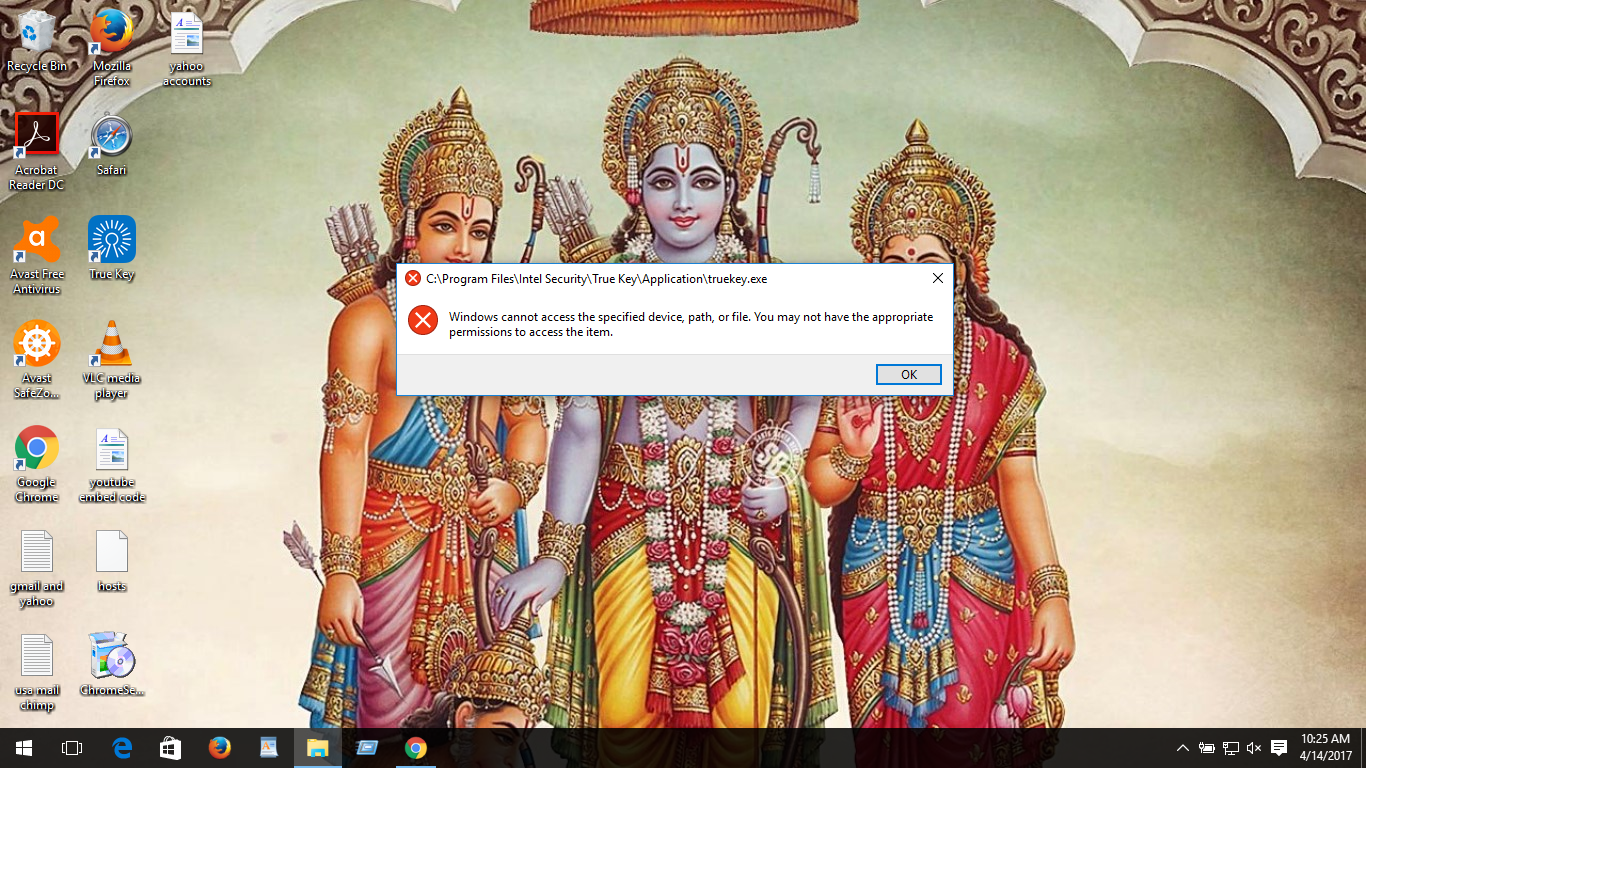 Recycle Bin
Mozilla
Firefox
yahoo
accounts
Acrobat
Reader DC
Safari
Avast Free
Antivirus
True Key
Avast
SafeZo...
VLC media
player
Google
Chrome
youtube
embed code
gmail and
yahoo
hosts
usa mail
chimp
ChromeSe...
C:\Program Files\Intel Security\True Key\Application\truekey.exe
Windows cannot access the specified device, path, or file. You may not have the appropriate
permissions to access the item.
OK
10:25 AM
4/14/2017